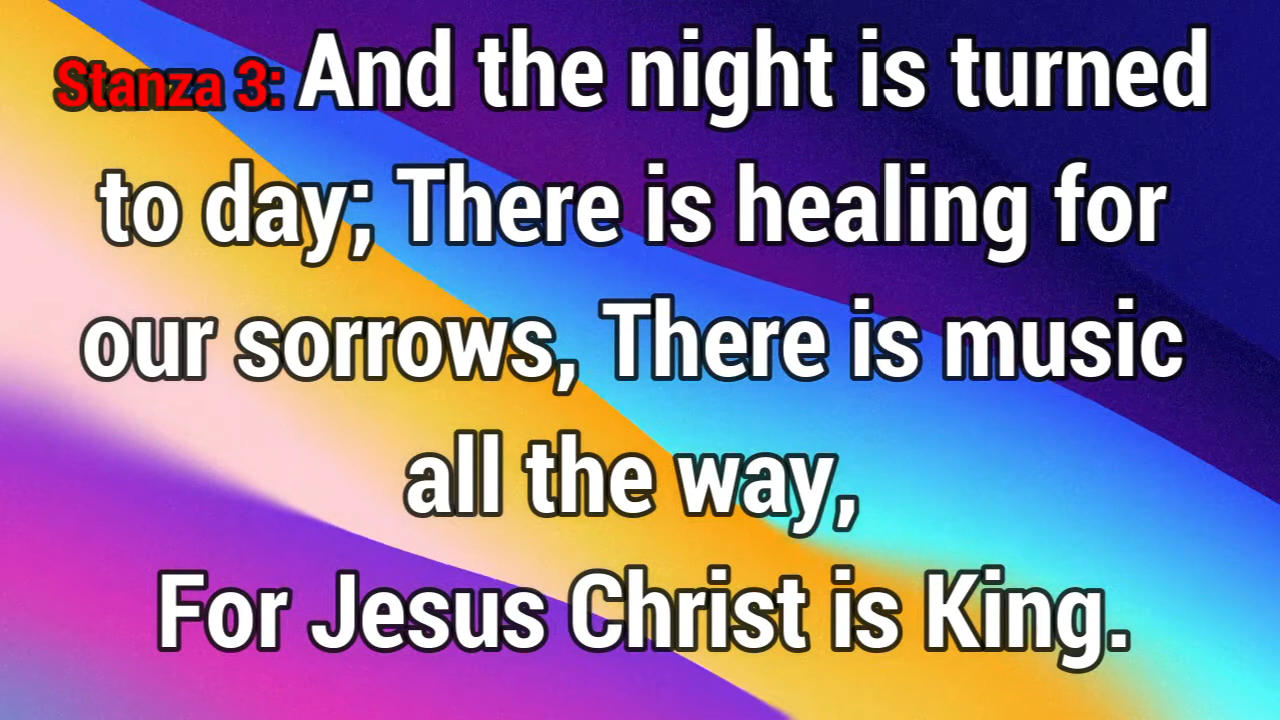 Stanza 3: And the night is turned
to day; There is healing for
our sorrows, There is music
all the way,
For Jesus Christ is King.